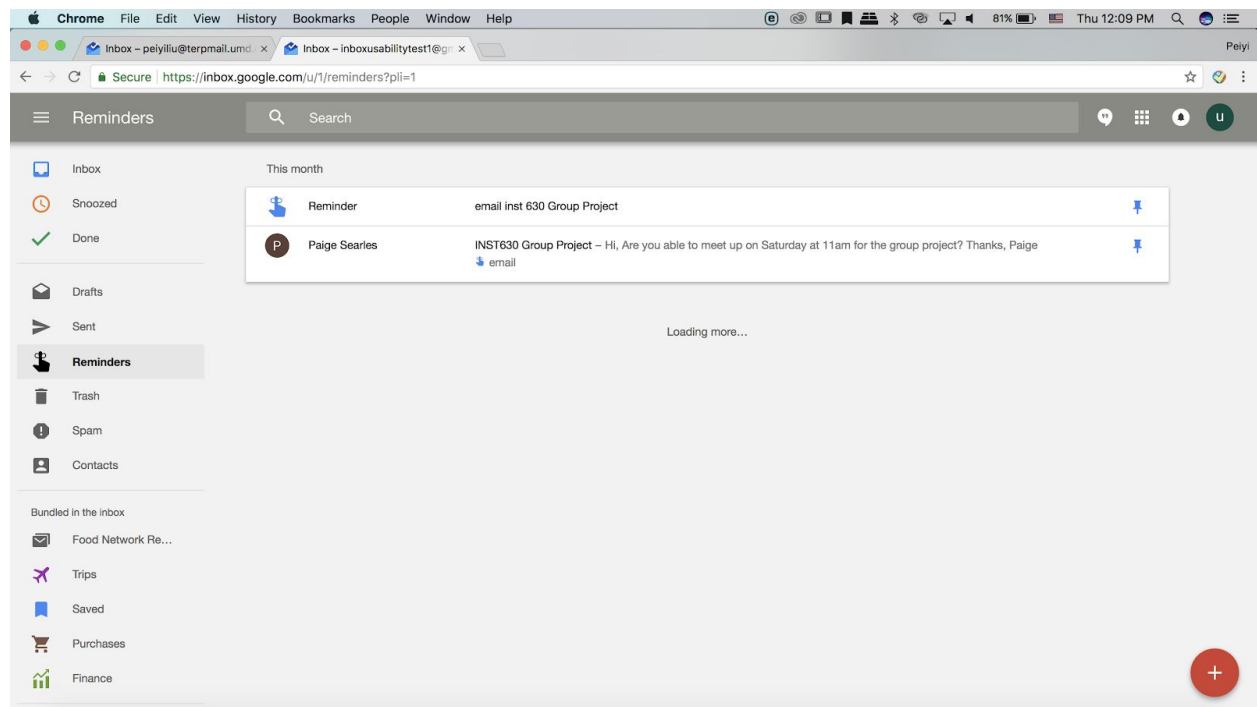 Chrome File Edit View History Bookmarks People Window Help 81% Thu 12:09 PM
Inbox – peiyiliu@terpmail.umd. × Inbox – inboxusabilitytest1@gm × Peiyi
Secure https://inbox.google.com/u/1/reminders?pli=1
Reminders Search u
Inbox
Snoozed
Done
Drafts
Sent
Reminders
Trash
Spam
Contacts
Bundled in the inbox
Food Network Re...
Trips
Saved
Purchases
Finance
This month
Reminder email inst 630 Group Project
P Paige Searles INST630 Group Project – Hi, Are you able to meet up on Saturday at 11am for the group project? Thanks, Paige
email
Loading more...